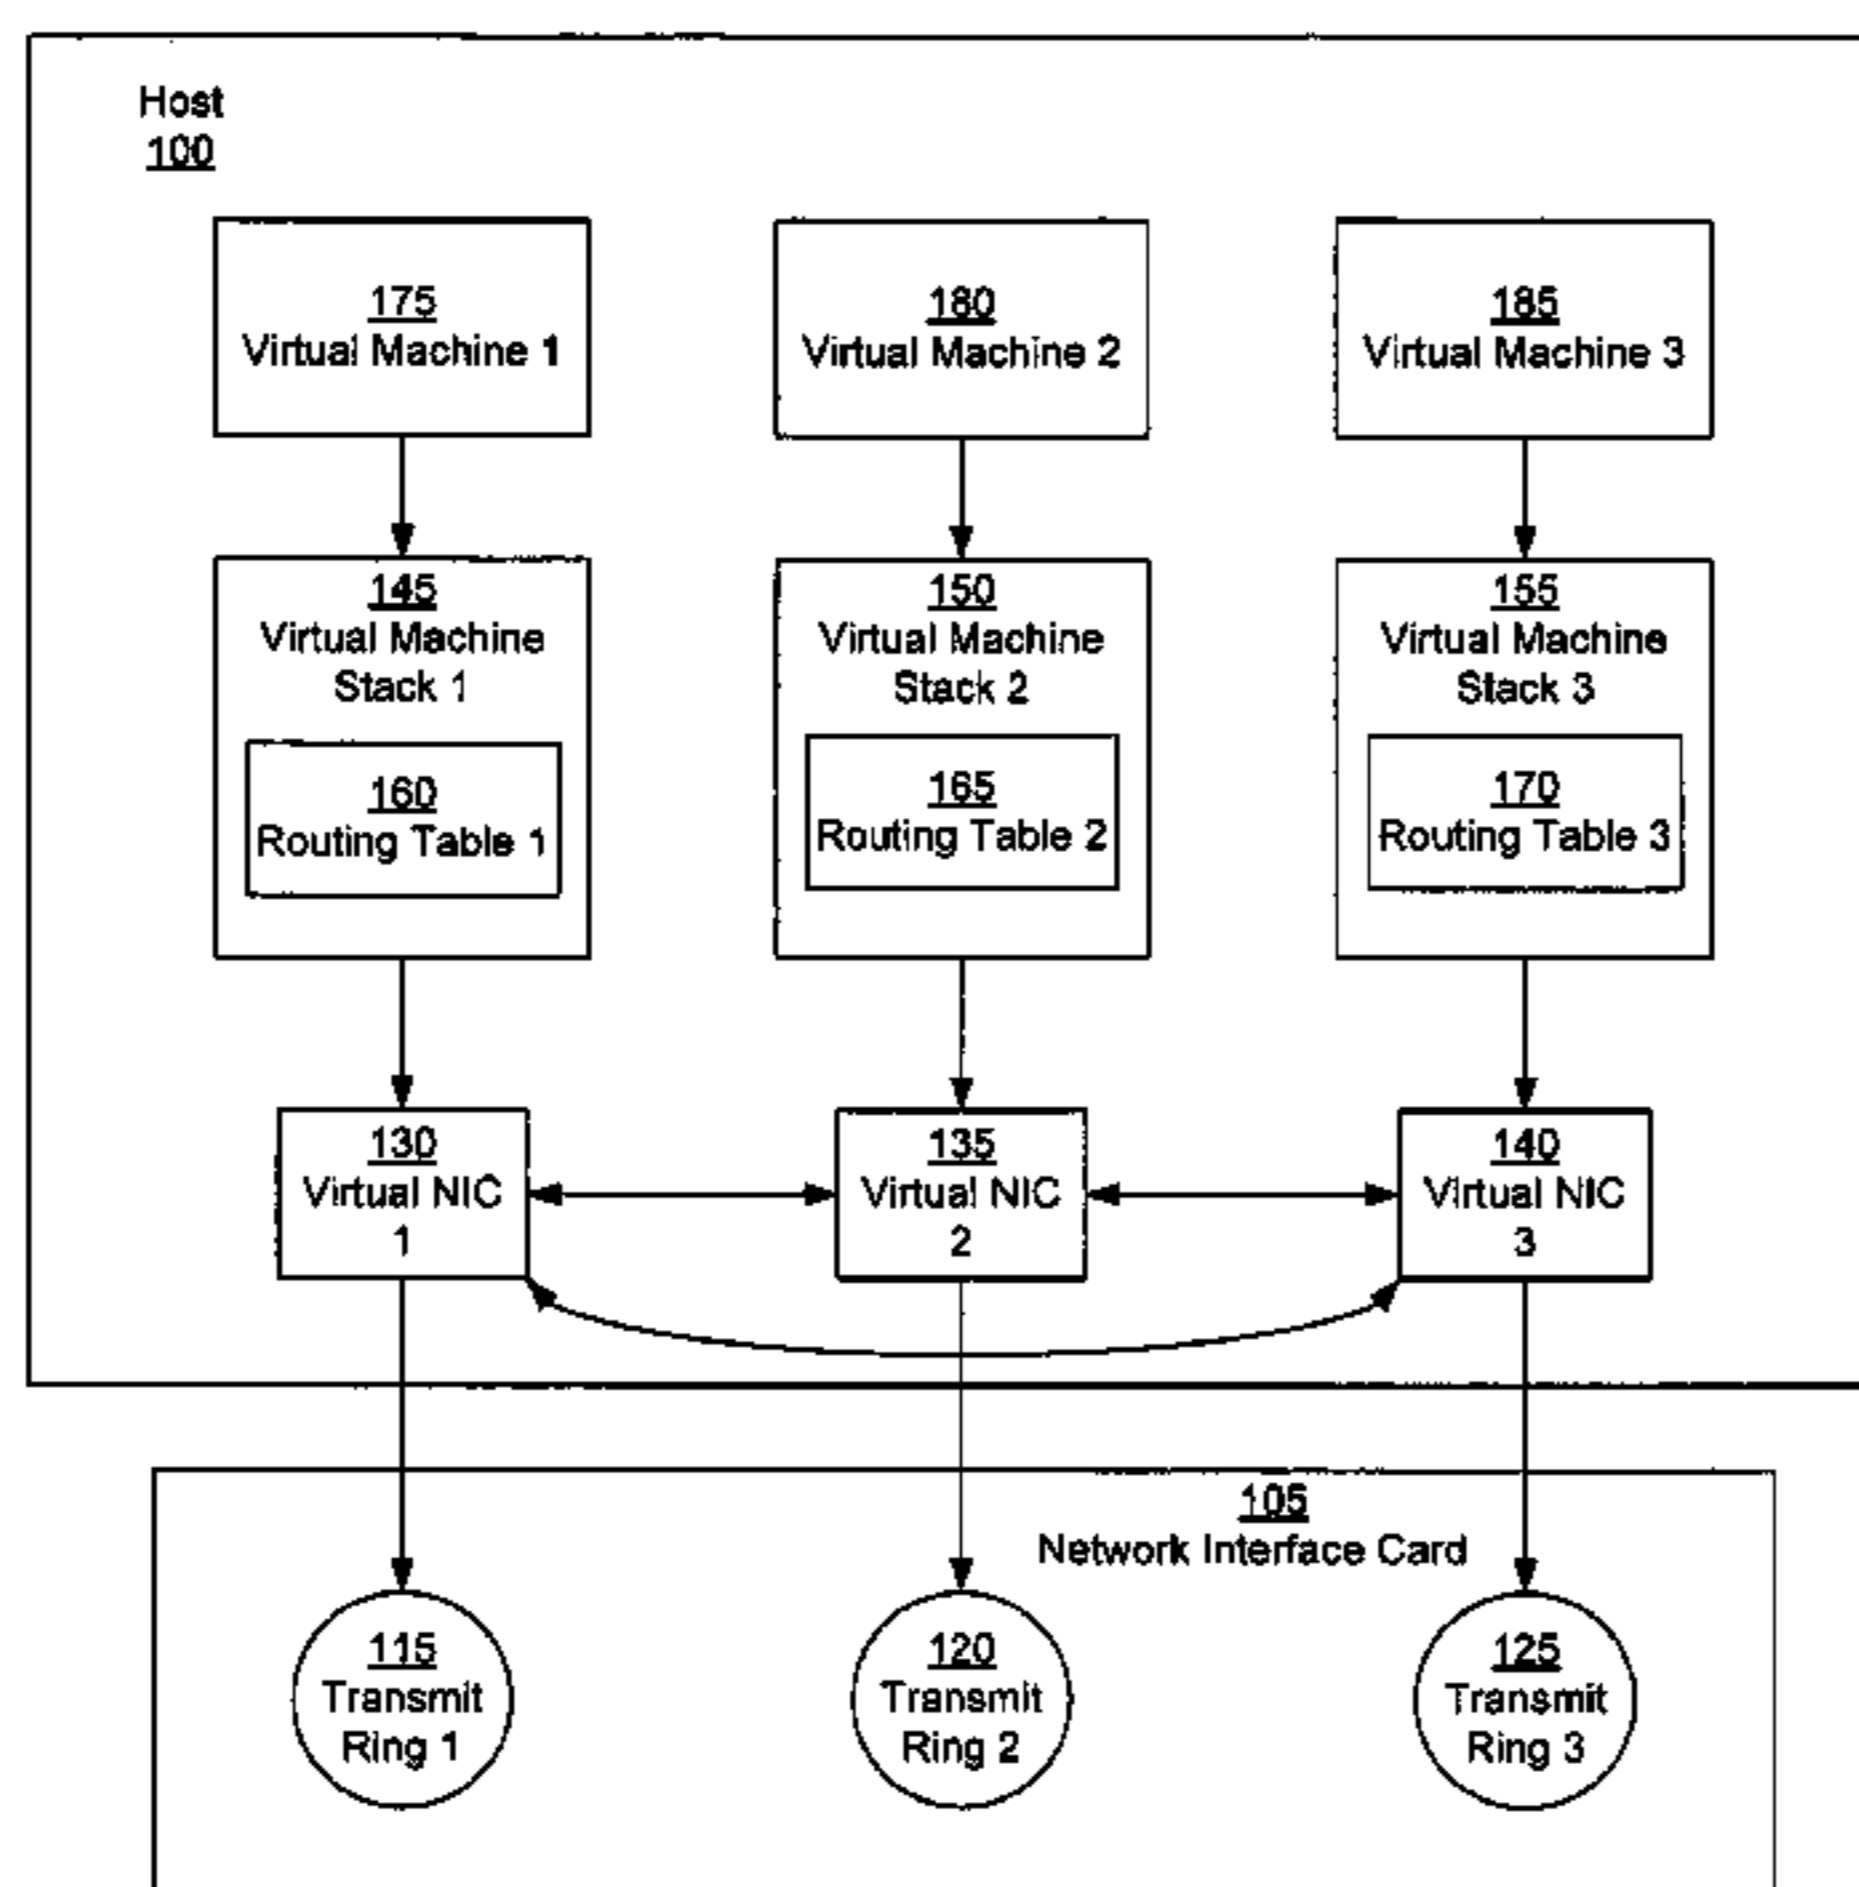 Host
100
175
Virtual Machine 1
180
Virtual Machine 2
185
Virtual Machine 3
145
Virtual Machine
Stack 1
160
Routing Table 1
150
Virtual Machine
Stack 2
165
Routing Table 2
155
Virtual Machine
Stack 3
170
Routing Table 3
130
Virtual NIC
1
135
Virtual NIC
2
140
Virtual NIC
3
105
Network Interface Card
115
Transmit
Ring 1
120
Transmit
Ring 2
125
Transmit
Ring 3